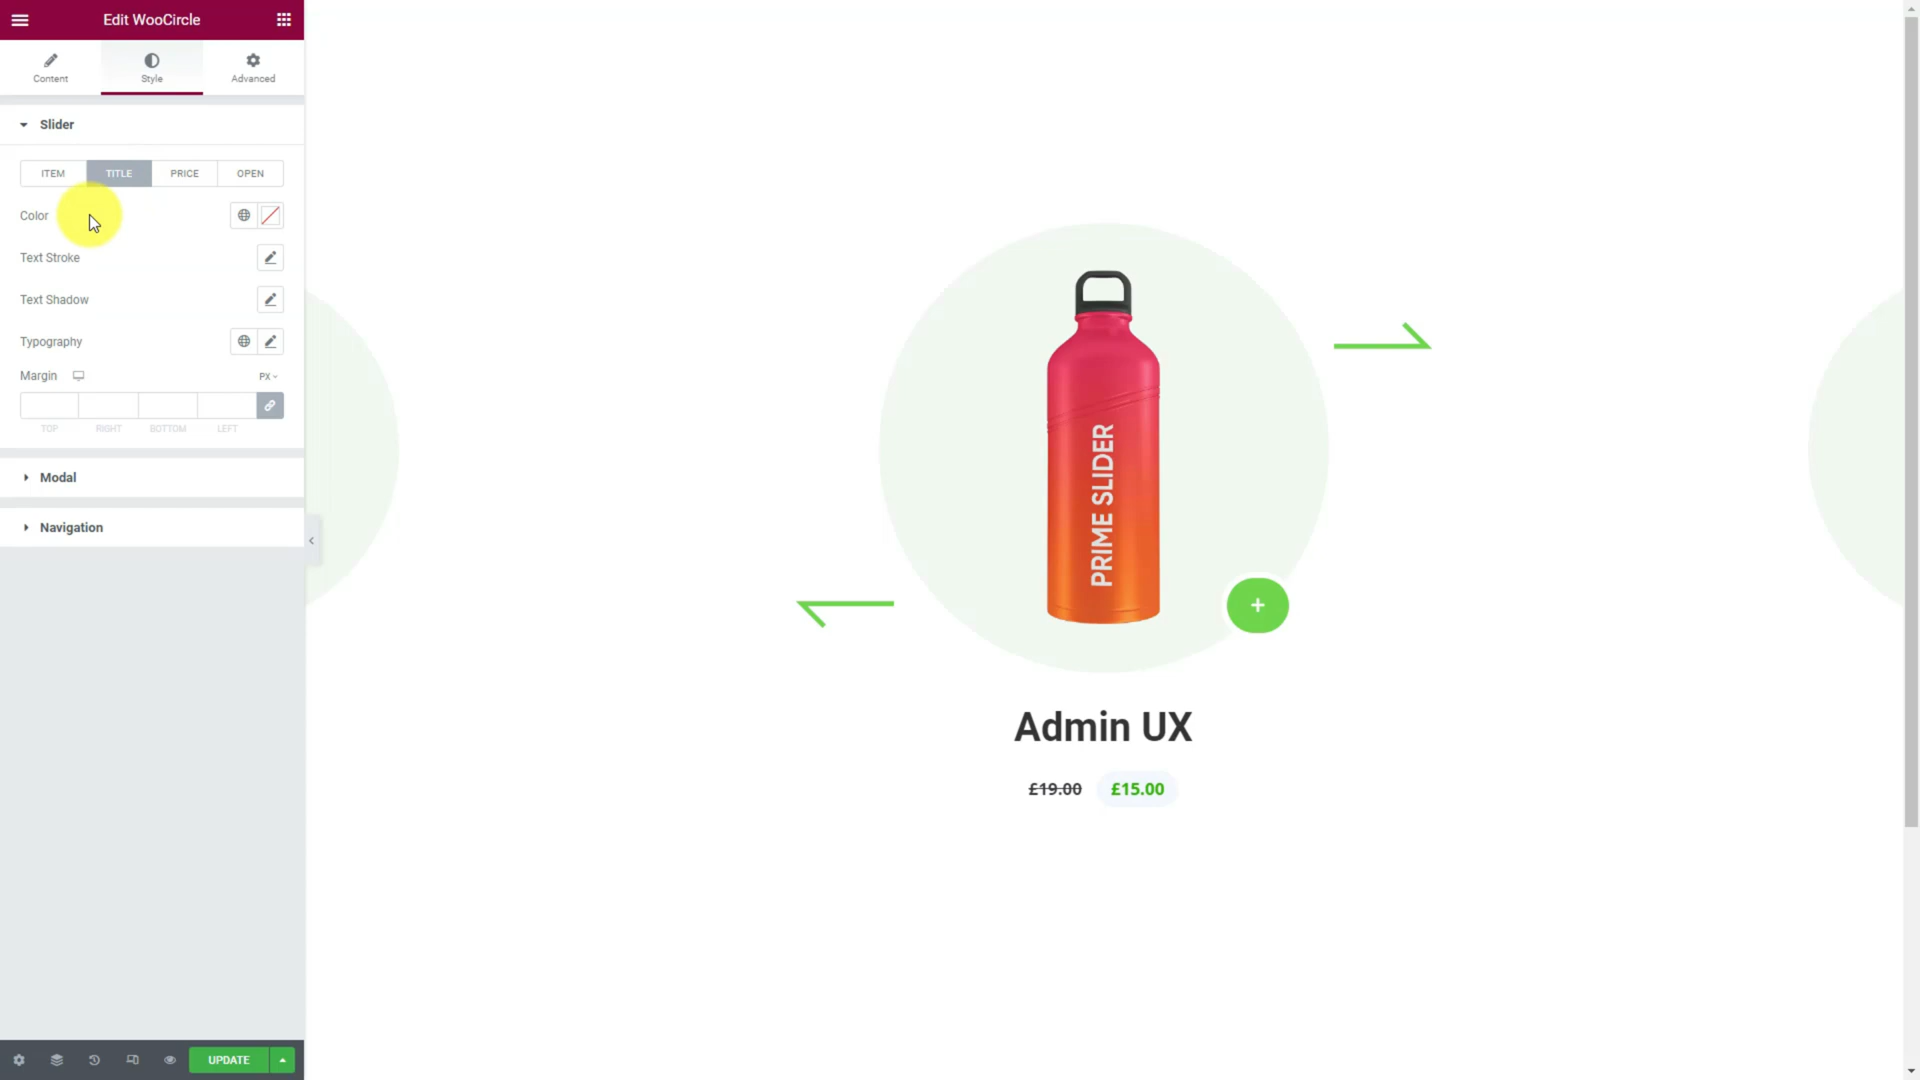 Edit WooCircle
Content
Style
Advanced
Slider
ITEM
TITLE
PRICE
OPEN
Color
Text Stroke
Text Shadow
Typography
Margin
PX
TOP
RIGHT
BOTTOM
LEFT
Modal
Navigation
UPDATE
PRIME SLIDER
Admin UX
£19.00
£15.00